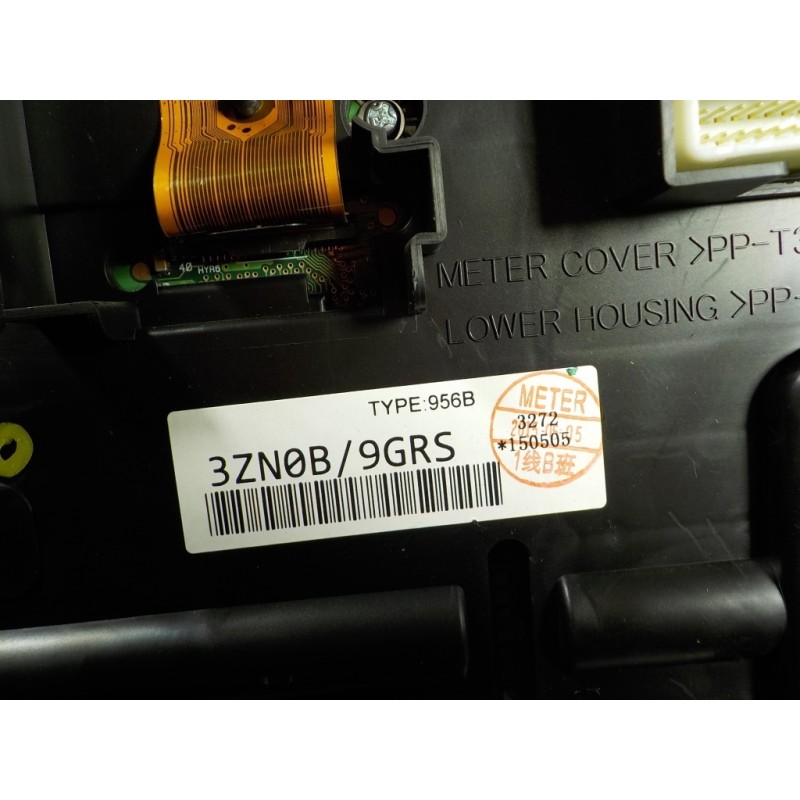 40 HYR6
METER COVER >PP-T3
LOWER HOUSING >PP-
TYPE:956B
3ZN0B/9GRS
METER
3272
*150505
1线B班